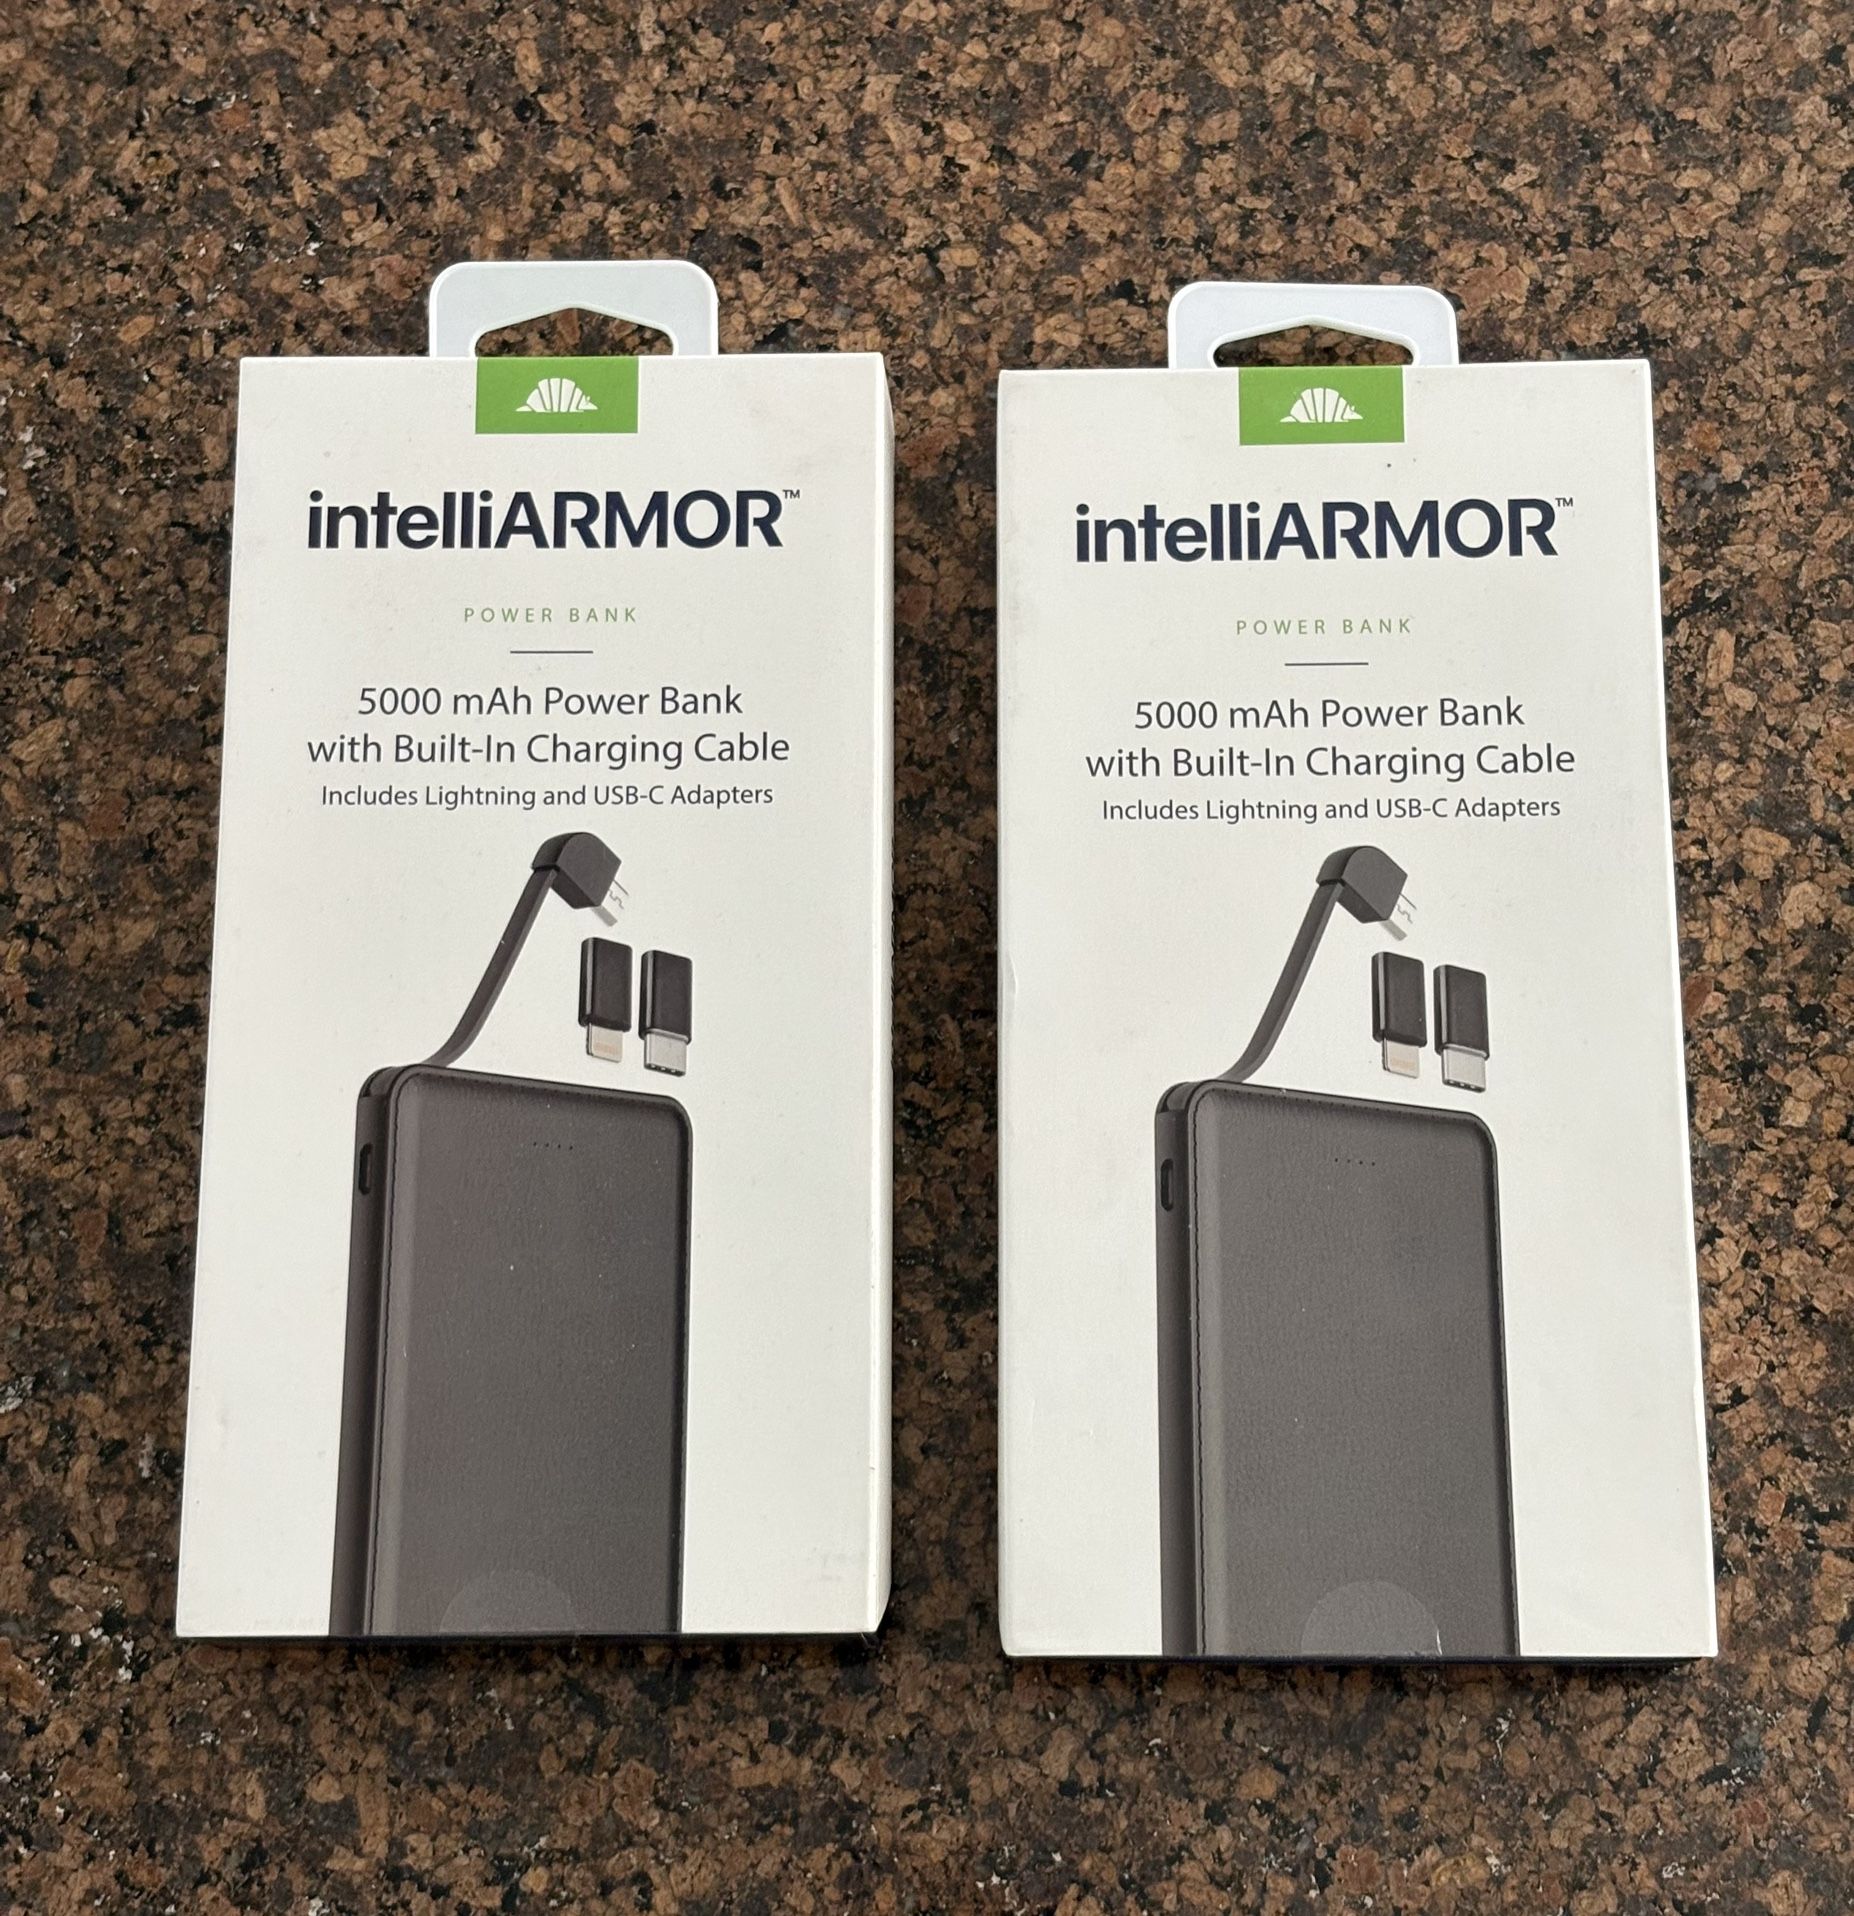 intelliARMOR™
POWER BANK
5000 mAh Power Bank
with Built-In Charging Cable
Includes Lightning and USB-C Adapters
intelliARMOR™
POWER BANK
5000 mAh Power Bank
with Built-In Charging Cable
Includes Lightning and USB-C Adapters